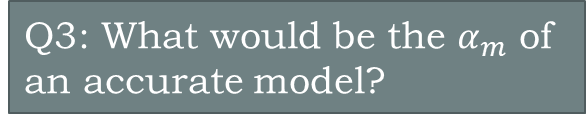 Q3: What would be the αₘ of
an accurate model?